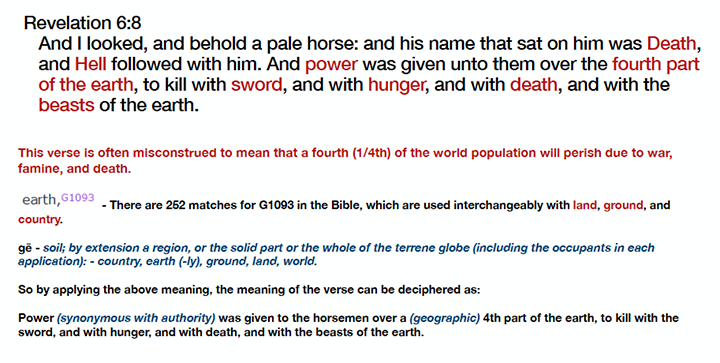 Revelation 6:8
And I looked, and behold a pale horse: and his name that sat on him was Death,
and Hell followed with him. And power was given unto them over the fourth part
of the earth, to kill with sword, and with hunger, and with death, and with the
beasts of the earth.
This verse is often misconstrued to mean that a fourth (1/4th) of the world population will perish due to war,
famine, and death.
earth,G1093 - There are 252 matches for G1093 in the Bible, which are used interchangeably with land, ground, and
country.
gē - soil; by extension a region, or the solid part or the whole of the terrene globe (including the occupants in each
application): - country, earth (-ly), ground, land, world.
So by applying the above meaning, the meaning of the verse can be deciphered as:
Power (synonymous with authority) was given to the horsemen over a (geographic) 4th part of the earth, to kill with the
sword, and with hunger, and with death, and with the beasts of the earth.